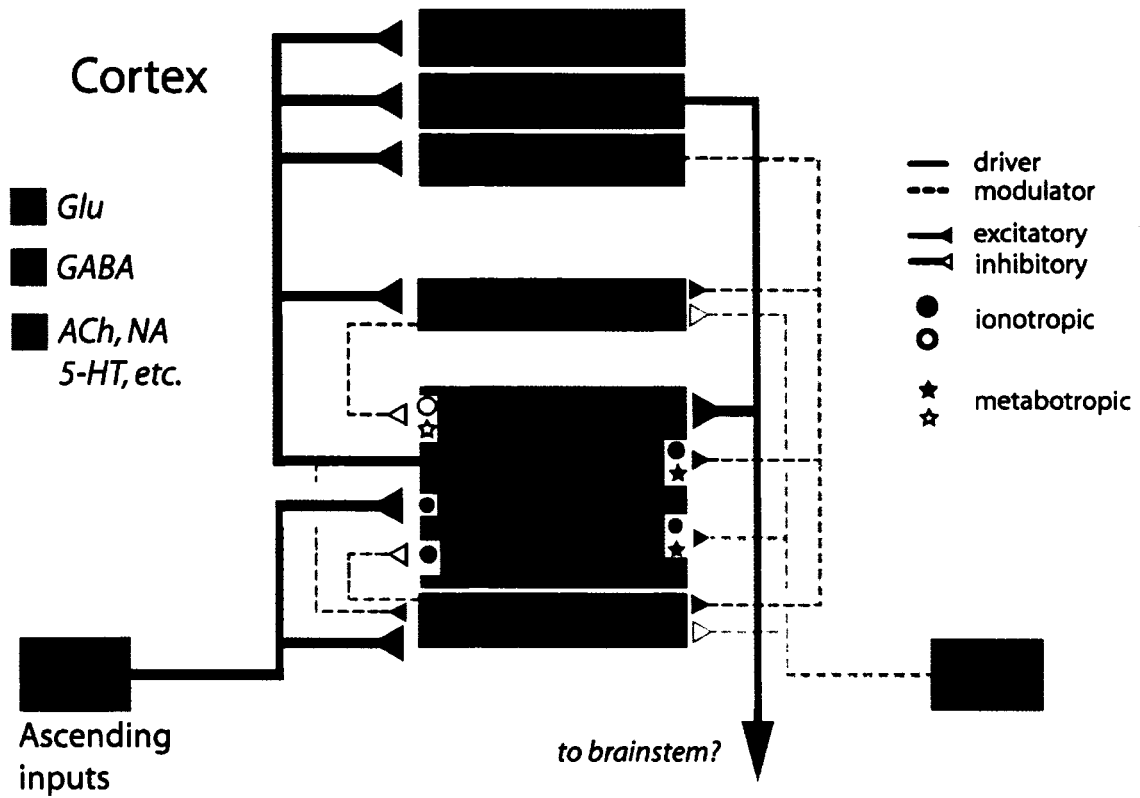 Cortex
Glu
GABA
ACh, NA
5-HT, etc.
driver
modulator
excitatory
inhibitory
ionotropic
metabotropic
Ascending
inputs
to brainstem?